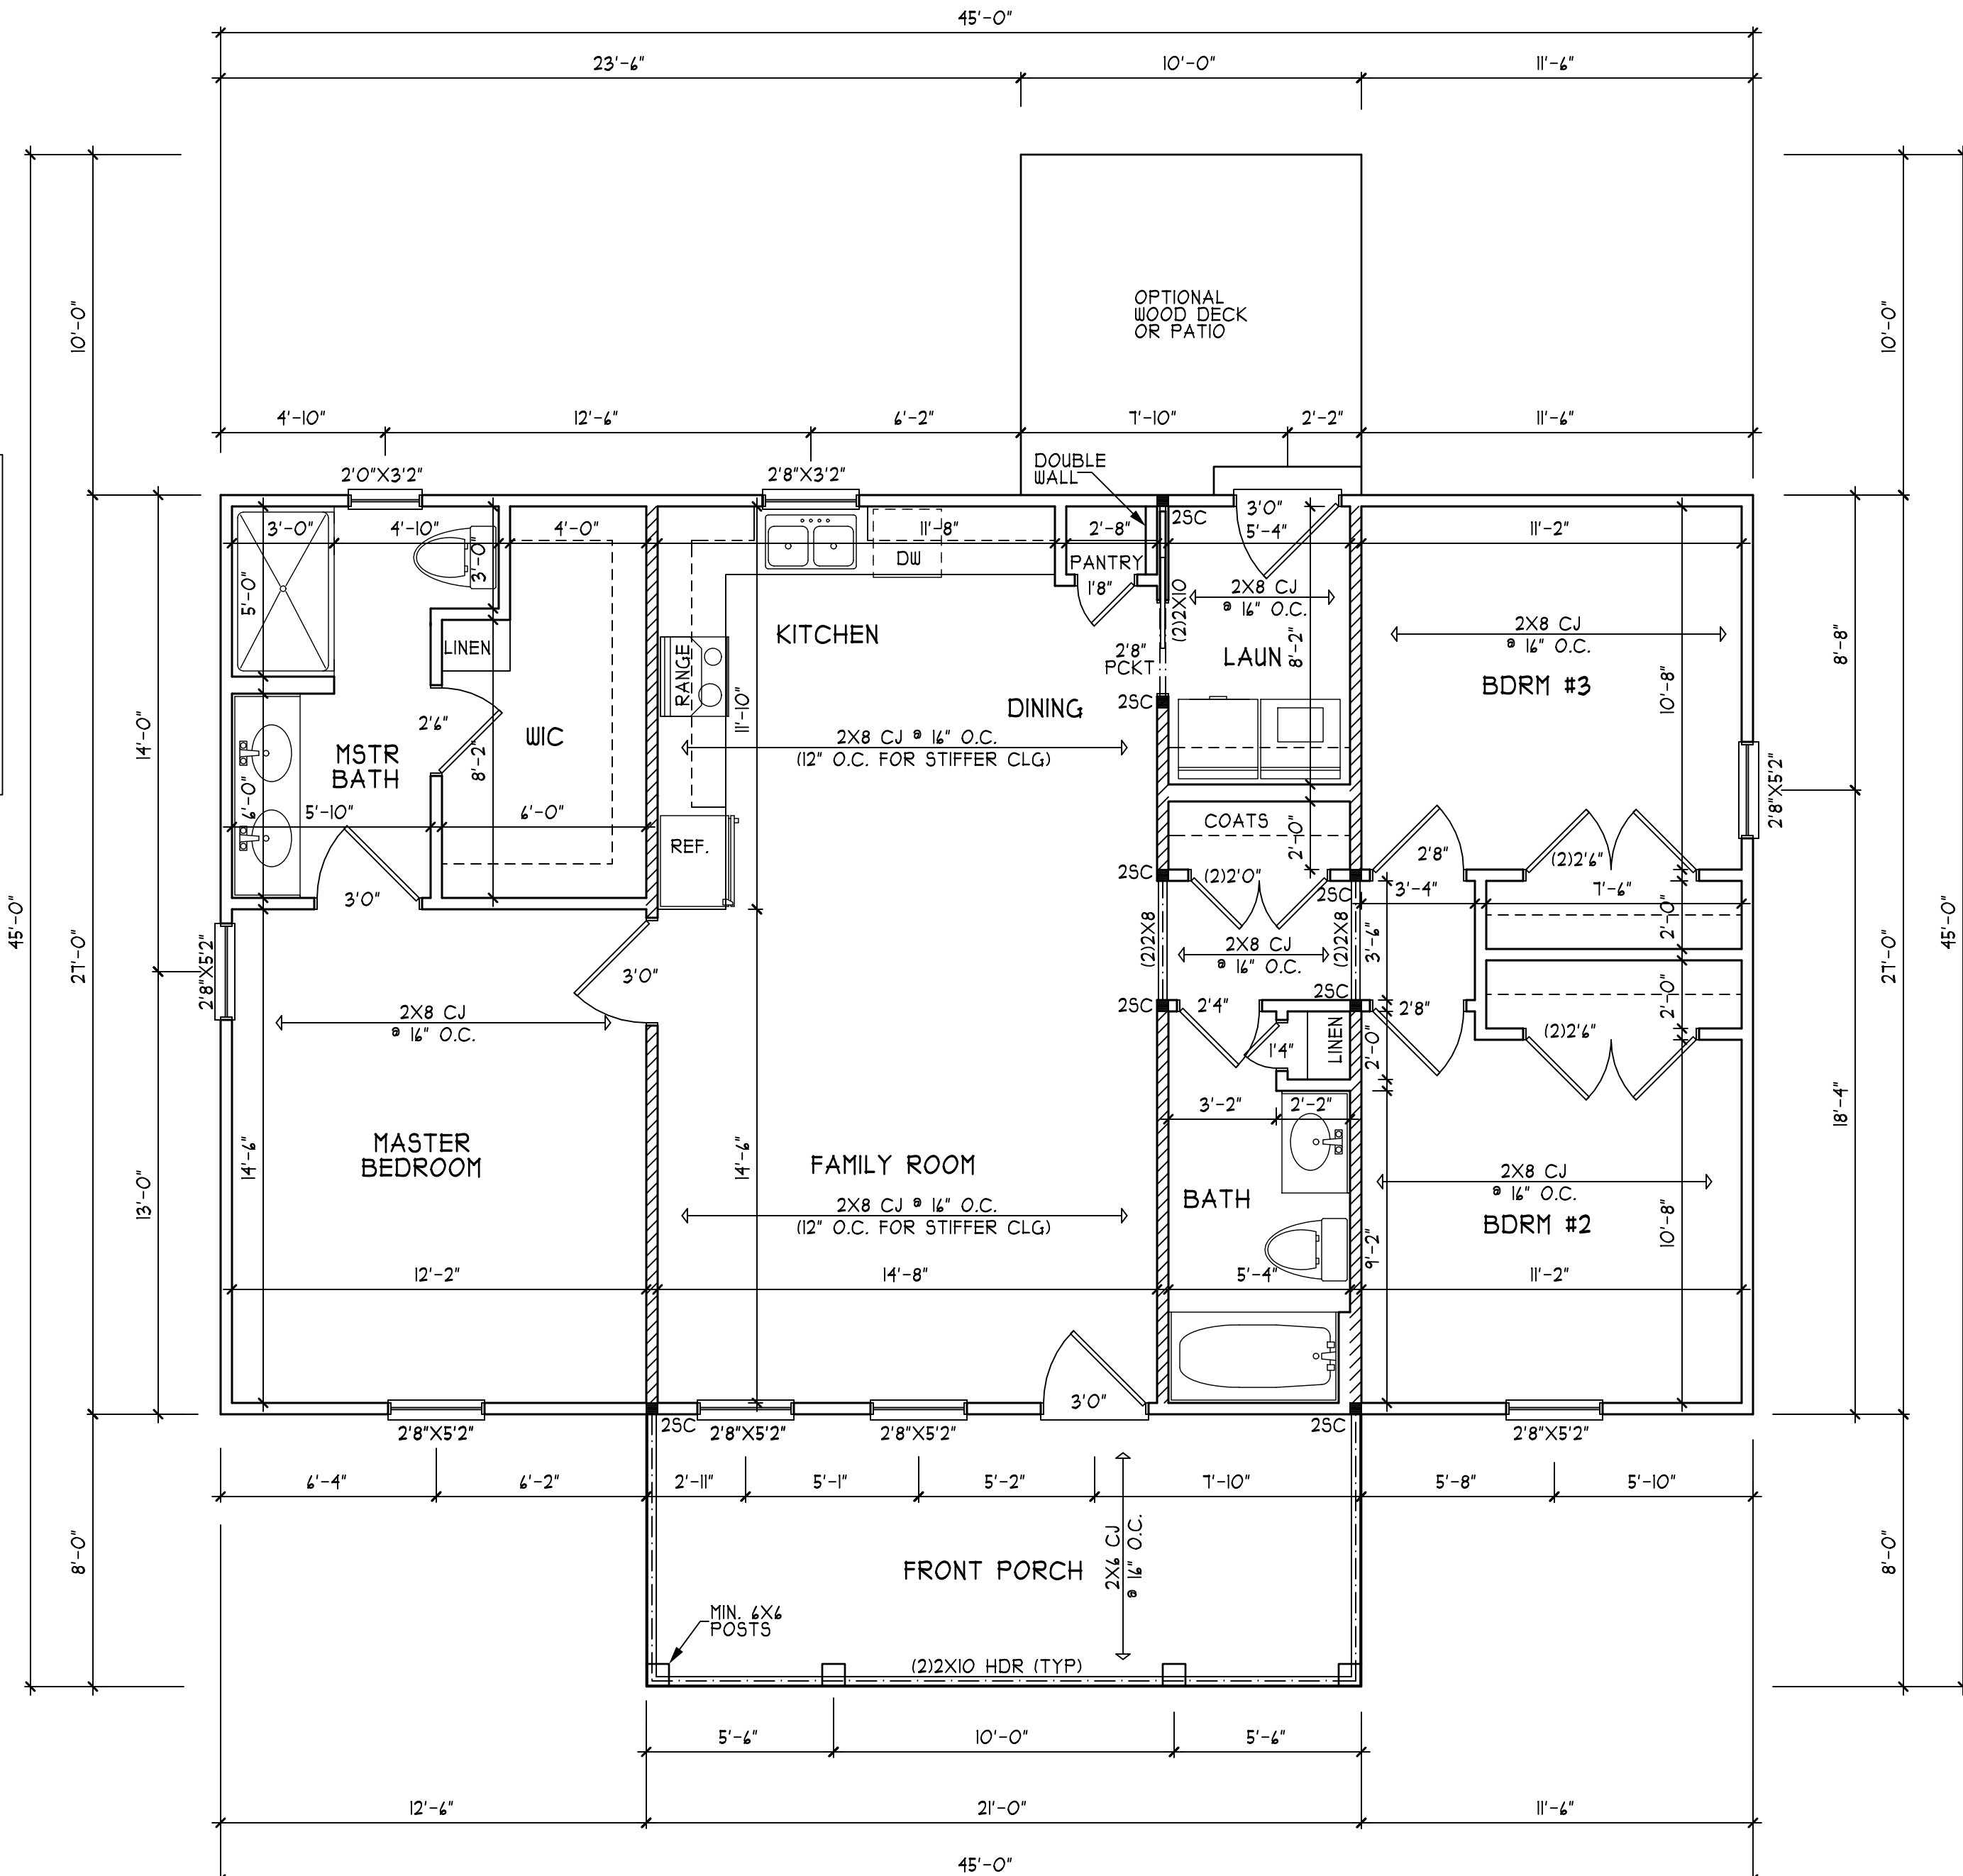 45'-0"
23'-6" 10'-0" 11'-6"
OPTIONAL
WOOD DECK
OR PATIO
10'-0"
10'-0"
4'-10" 12'-6" 6'-2" 7'-10" 2'-2" 11'-6"
DOUBLE
WALL
2'0"X3'2" 2'8"X3'2"
2SC
3'0"
3'-0" 4'-10" 4'-0" 11'-8" 2'-8" 5'-4" 11'-2"
3'-0"
5'-0"
DW
PANTRY
1'8"
(2)2X10
2X8 CJ
@ 16" O.C.
8'-2"
LAUN
2X8 CJ
@ 16" O.C.
BDRM #3
10'-8"
8'-8"
KITCHEN
LINEN
RANGE
11'-10"
2'8"
PCKT
2SC
DINING
2X8 CJ @ 16" O.C.
(12" O.C. FOR STIFFER CLG)
14'-0"
2'6"
WIC
8'-2"
MSTR
BATH
6'-0"
5'-10" 6'-0"
2'8"X5'2"
COATS
2'-0"
REF.
3'0"
2SC
(2)2'0"
2SC
2'8"
(2)2'6"
3'-4" 7'-6"
2'-0"
45'-0"
27'-0"
2'8"X5'2"
3'0"
(2)2X8
2X8 CJ
@ 16" O.C.
(2)2X8
3'-6"
27'-0"
45'-0"
2X8 CJ
@ 16" O.C.
2SC
2'4"
2SC
2'8"
2'-0"
(2)2'6"
1'4"
LINEN
2'-0"
3'-2" 2'-2"
18'-4"
13'-0"
14'-6"
MASTER
BEDROOM
14'-6"
FAMILY ROOM
2X8 CJ @ 16" O.C.
(12" O.C. FOR STIFFER CLG)
BATH
9'-2"
2X8 CJ
@ 16" O.C.
BDRM #2
10'-8"
12'-2" 14'-8" 5'-4" 11'-2"
3'0"
2'8"X5'2" 2SC 2'8"X5'2" 2'8"X5'2" 2SC 2'8"X5'2"
6'-4" 6'-2" 2'-11" 5'-1" 5'-2" 7'-10" 5'-8" 5'-10"
8'-0"
FRONT PORCH
2X6 CJ
@ 16" O.C.
8'-0"
MIN. 6X6
POSTS
(2)2X10 HDR (TYP)
5'-6" 10'-0" 5'-6"
12'-6" 21'-0" 11'-6"
45'-0"